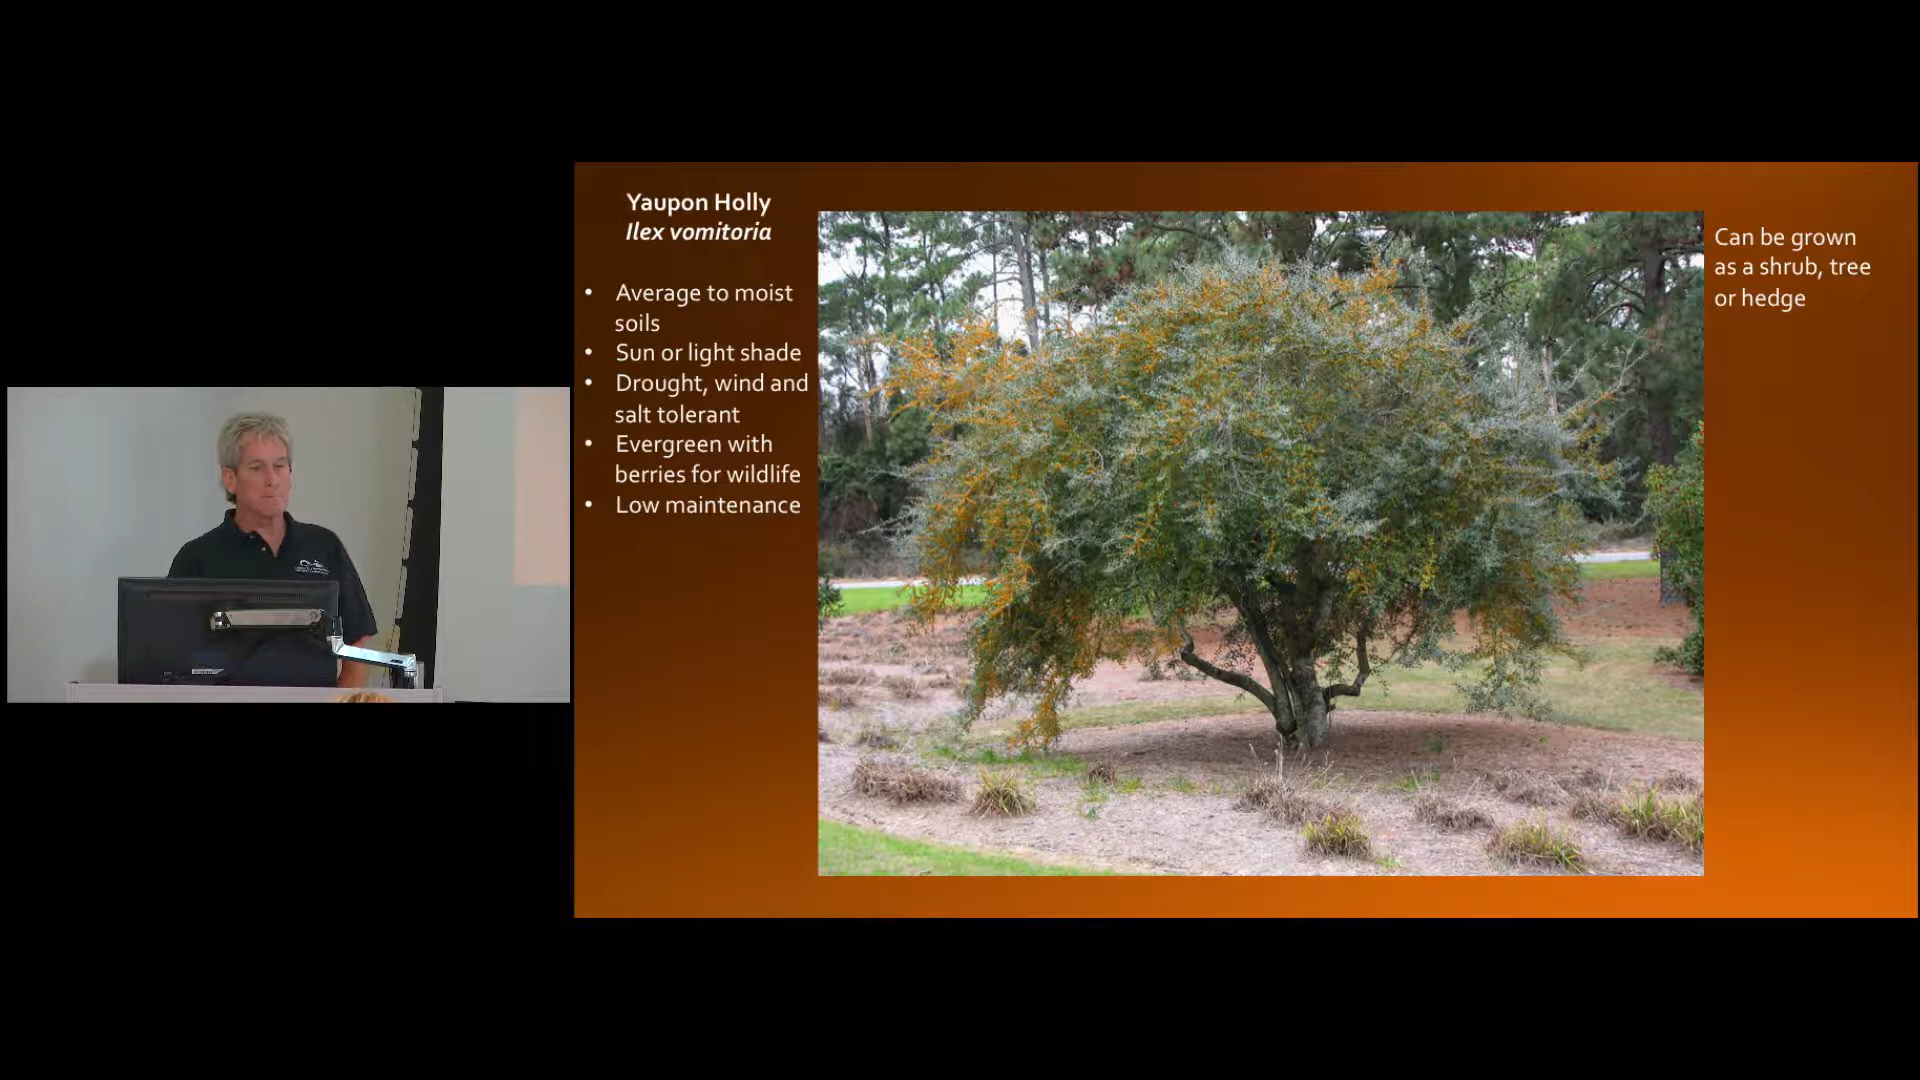 Yaupon Holly
Ilex vomitoria
• Average to moist
soils
• Sun or light shade
• Drought, wind and
salt tolerant
• Evergreen with
berries for wildlife
• Low maintenance
Can be grown
as a shrub, tree
or hedge